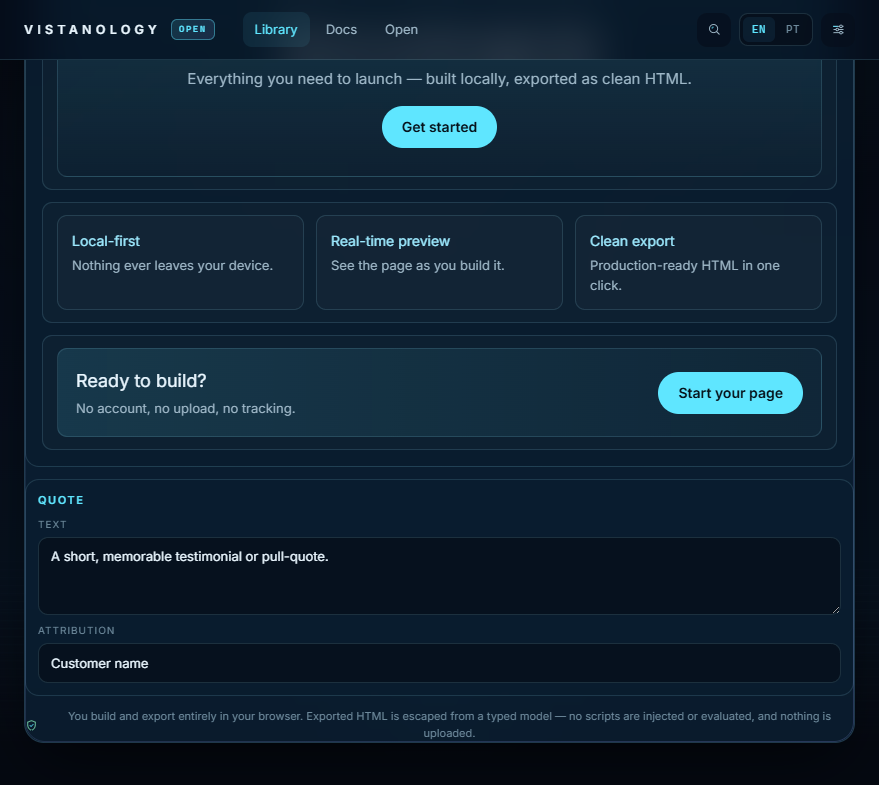 VISTANOLOGY OPEN Library Docs Open EN PT
Everything you need to launch — built locally, exported as clean HTML.
Get started
Local-first
Nothing ever leaves your device.
Real-time preview
See the page as you build it.
Clean export
Production-ready HTML in one
click.
Ready to build?
No account, no upload, no tracking.
Start your page
QUOTE
TEXT
A short, memorable testimonial or pull-quote.
ATTRIBUTION
Customer name
You build and export entirely in your browser. Exported HTML is escaped from a typed model — no scripts are injected or evaluated, and nothing is
uploaded.